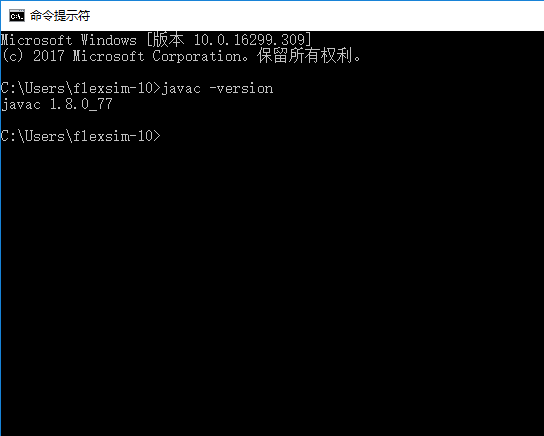 命令提示符
Microsoft Windows [版本 10.0.16299.309]
(c) 2017 Microsoft Corporation。保留所有权利。
C:\Users\flexsim-10>javac -version
javac 1.8.0_77
C:\Users\flexsim-10>